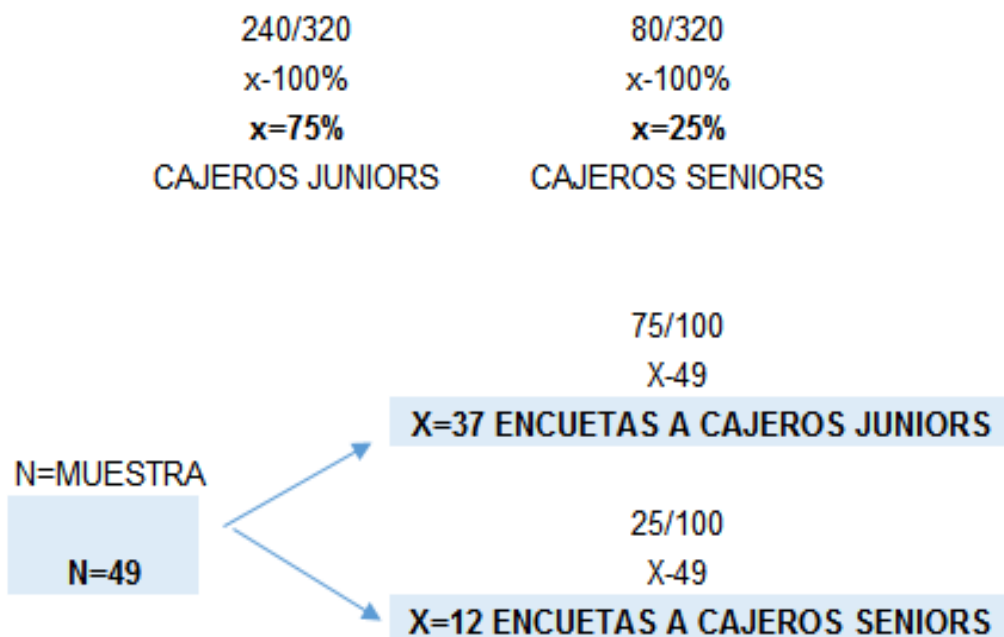 240/320
x-100%
x=75%
CAJEROS JUNIORS
80/320
x-100%
x=25%
CAJEROS SENIORS
75/100
X-49
X=37 ENCUETAS A CAJEROS JUNIORS
N=MUESTRA
N=49
25/100
X-49
X=12 ENCUETAS A CAJEROS SENIORS